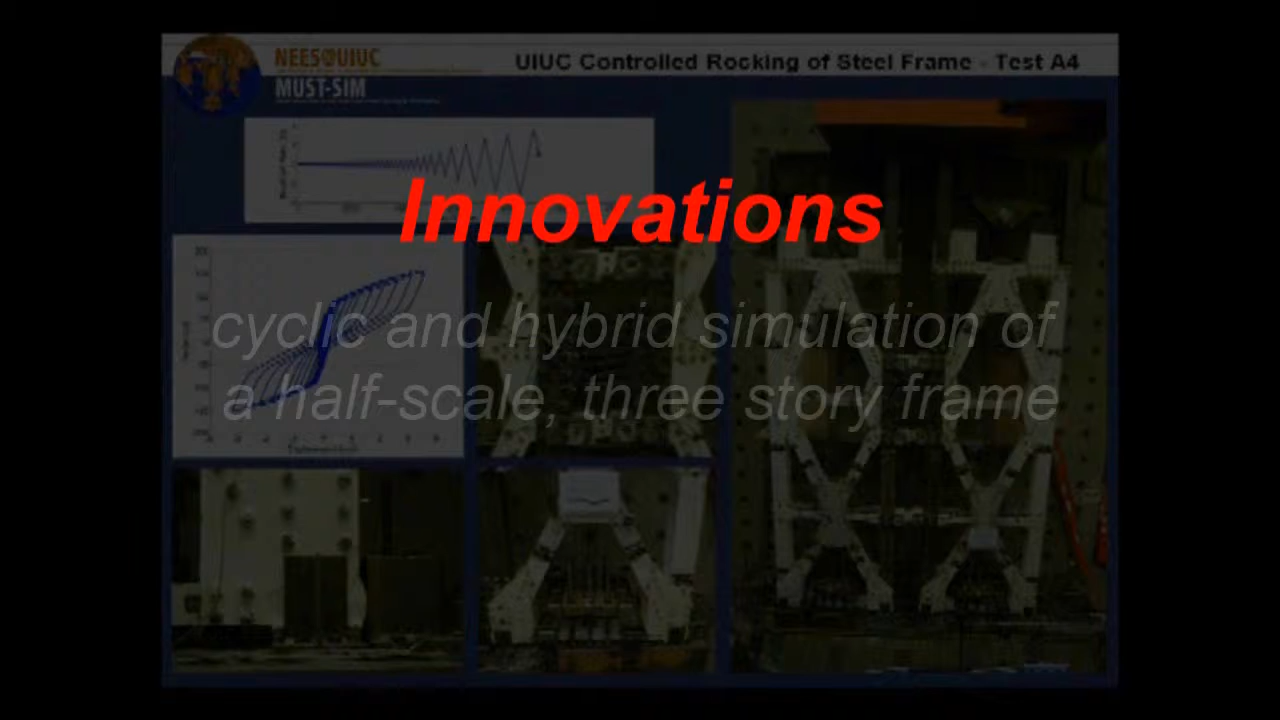 NEES@UIUC
MUST-SIM
UIUC Controlled Rocking of Steel Frame - Test A4
Innovations
cyclic and hybrid simulation of
a half-scale, three story frame